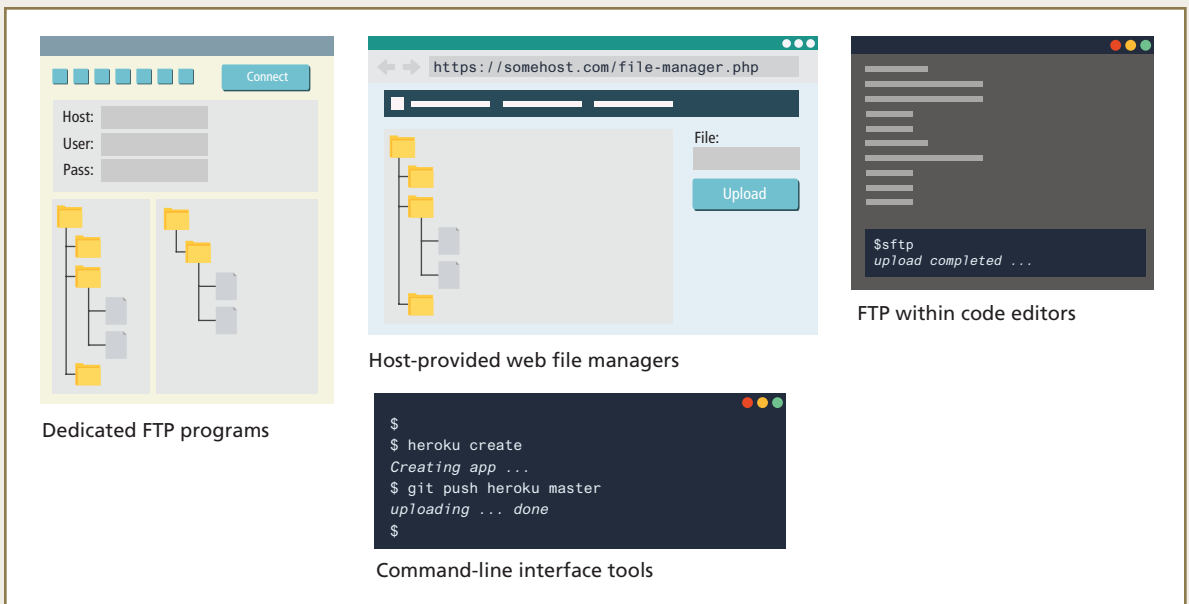 Connect
Host:
User:
Pass:
Dedicated FTP programs
https://somehost.com/file-manager.php
File:
Upload
Host-provided web file managers
$
$ heroku create
Creating app ...
$ git push heroku master
uploading ... done
$
Command-line interface tools
$sftp
upload completed ...
FTP within code editors